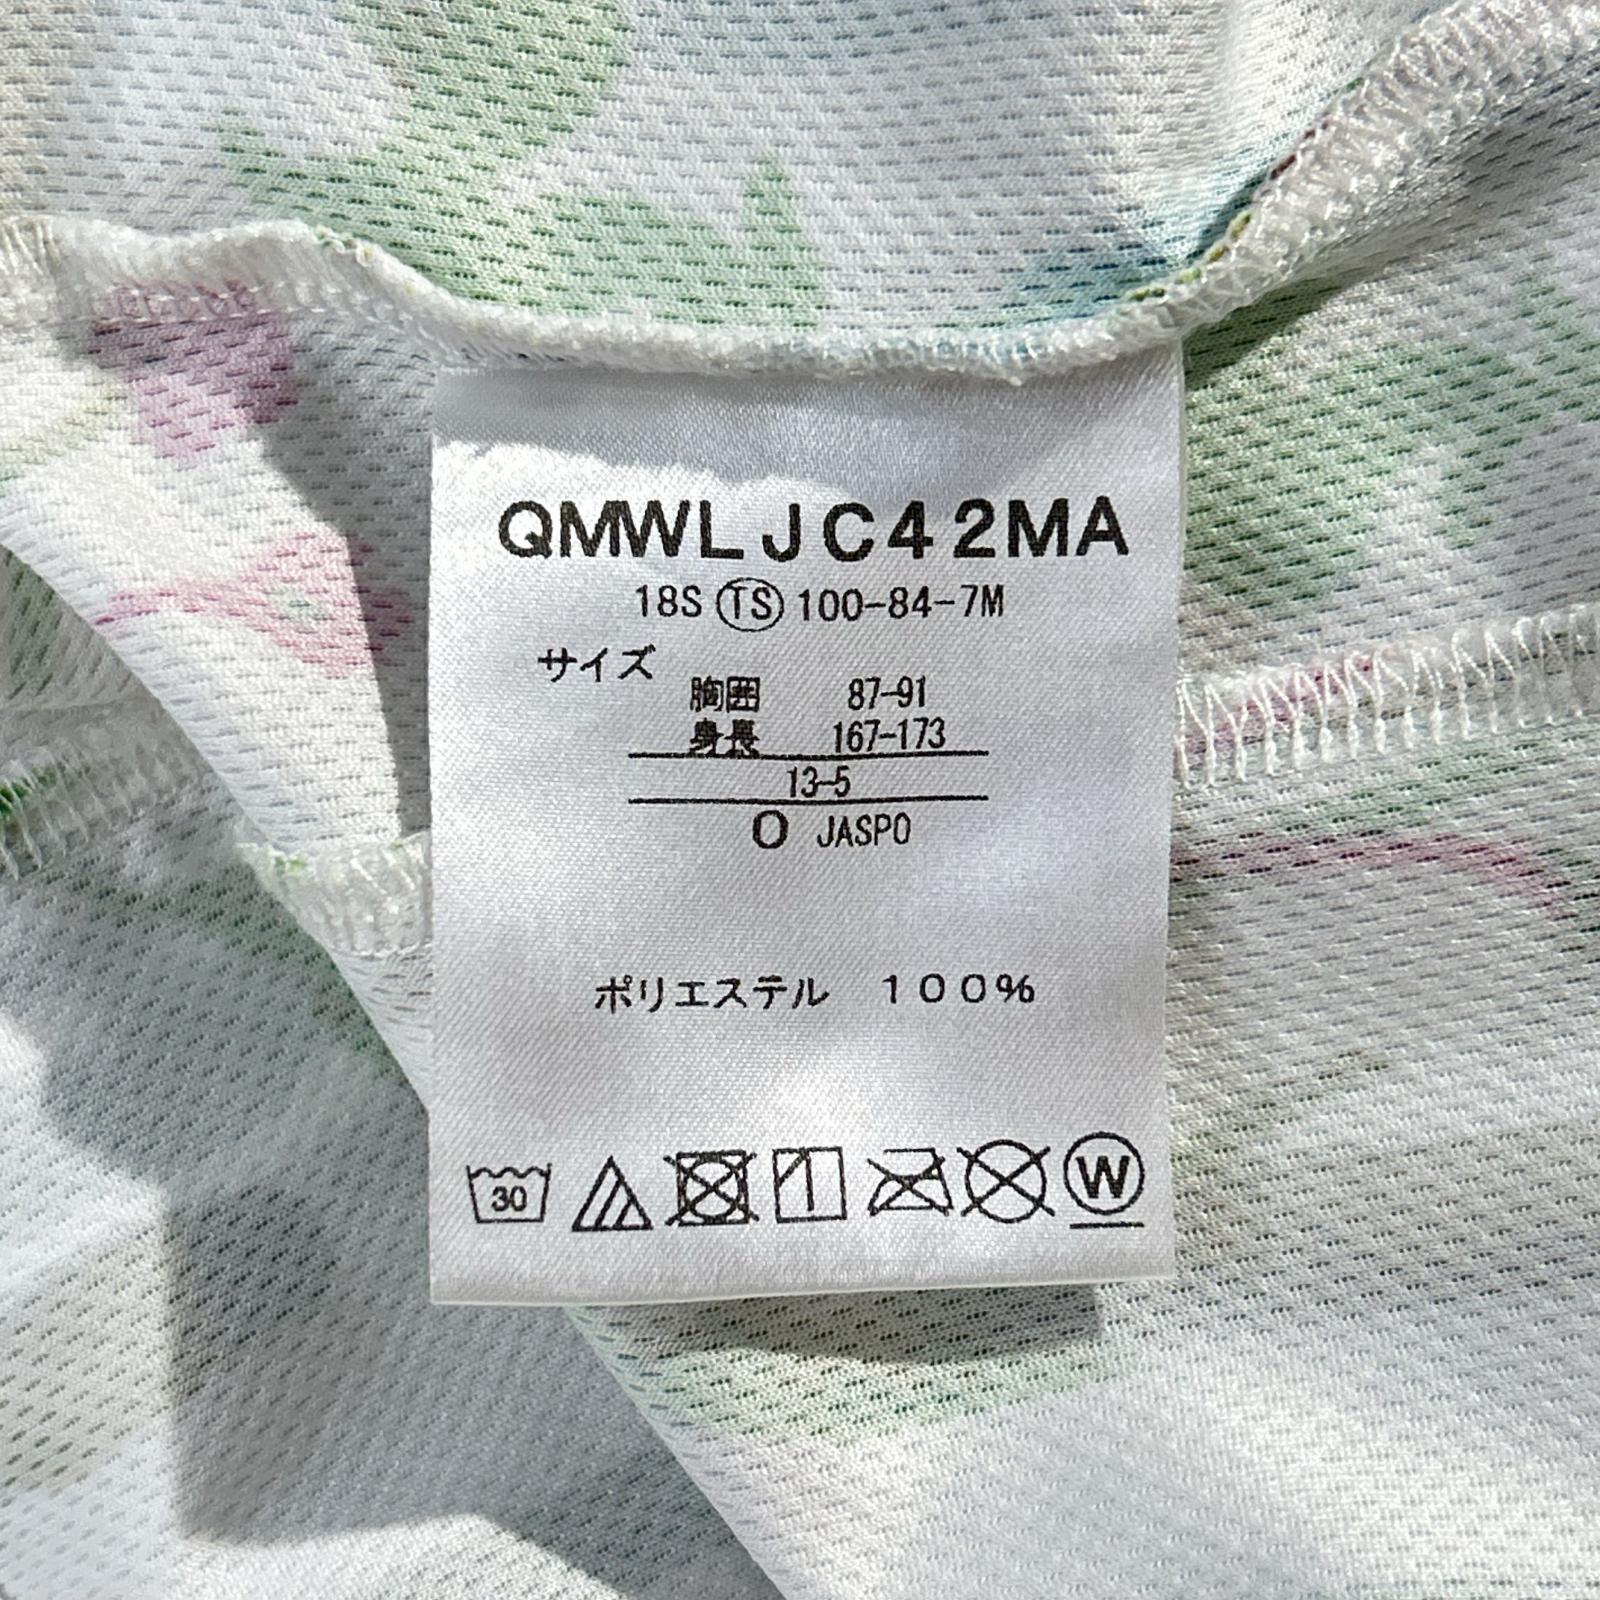 QMWLJC42MA
18S TS 100-84-7M
サイズ
胸囲 87-91
身長 167-173
13-5
O JASPO
ポリエステル 100%
30 W